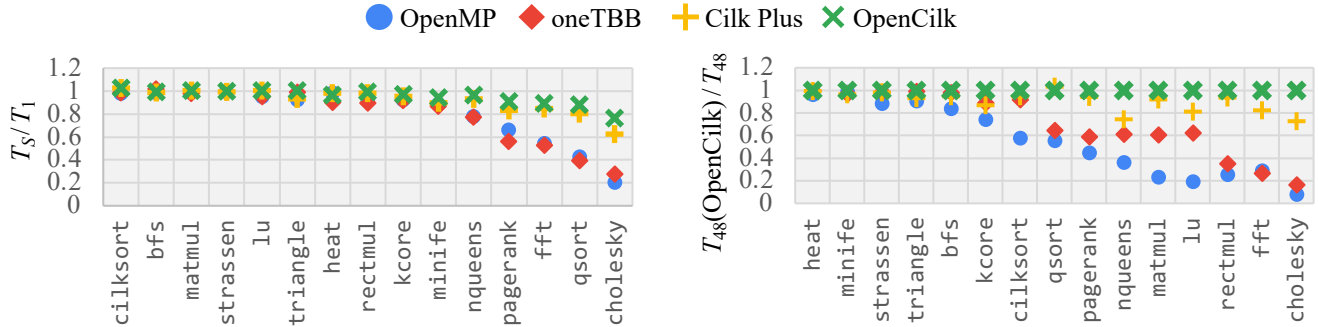 OpenMP oneTBB Cilk Plus OpenCilk
T_S / T_1
1.2
1
0.8
0.6
0.4
0.2
0
cilksort
bfs
matmul
strassen
lu
triangle
heat
rectmul
kcore
minife
nqueens
pagerank
fft
qsort
cholesky
T_48(OpenCilk) / T_48
1.2
1
0.8
0.6
0.4
0.2
0
heat
minife
strassen
triangle
bfs
kcore
cilksort
qsort
pagerank
nqueens
matmul
lu
rectmul
fft
cholesky